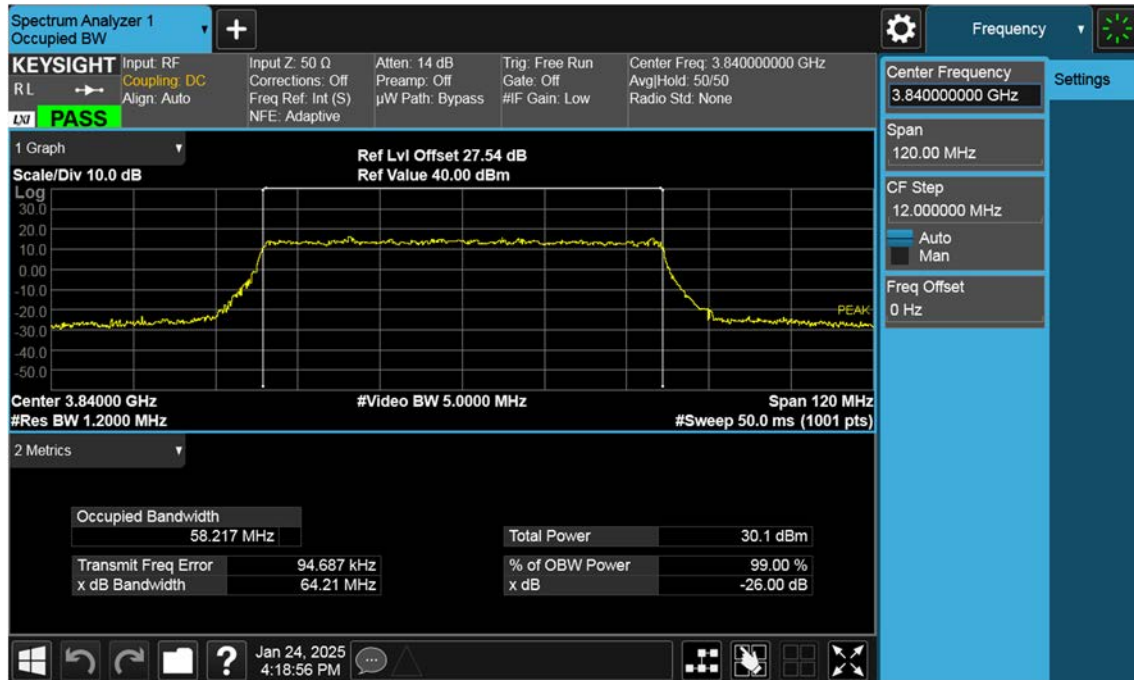 Spectrum Analyzer 1
Occupied BW
Frequency
KEYSIGHT
R L
LXI
PASS
Input: RF
Coupling: DC
Align: Auto
Input Z: 50 Ω
Corrections: Off
Freq Ref: Int (S)
NFE: Adaptive
Atten: 14 dB
Preamp: Off
µW Path: Bypass
Trig: Free Run
Gate: Off
#IF Gain: Low
Center Freq: 3.840000000 GHz
Avg|Hold: 50/50
Radio Std: None
Center Frequency
3.840000000 GHz
Settings
Span
120.00 MHz
CF Step
12.000000 MHz
Auto
Man
Freq Offset
0 Hz
1 Graph
Scale/Div 10.0 dB
Ref Lvl Offset 27.54 dB
Ref Value 40.00 dBm
Log
30.0
20.0
10.0
0.00
-10.0
-20.0
-30.0
-40.0
-50.0
PEAK
Center 3.84000 GHz
#Res BW 1.2000 MHz
#Video BW 5.0000 MHz
Span 120 MHz
#Sweep 50.0 ms (1001 pts)
2 Metrics
Occupied Bandwidth
58.217 MHz
Transmit Freq Error 94.687 kHz
x dB Bandwidth 64.21 MHz
Total Power 30.1 dBm
% of OBW Power 99.00 %
x dB -26.00 dB
?
Jan 24, 2025
4:18:56 PM